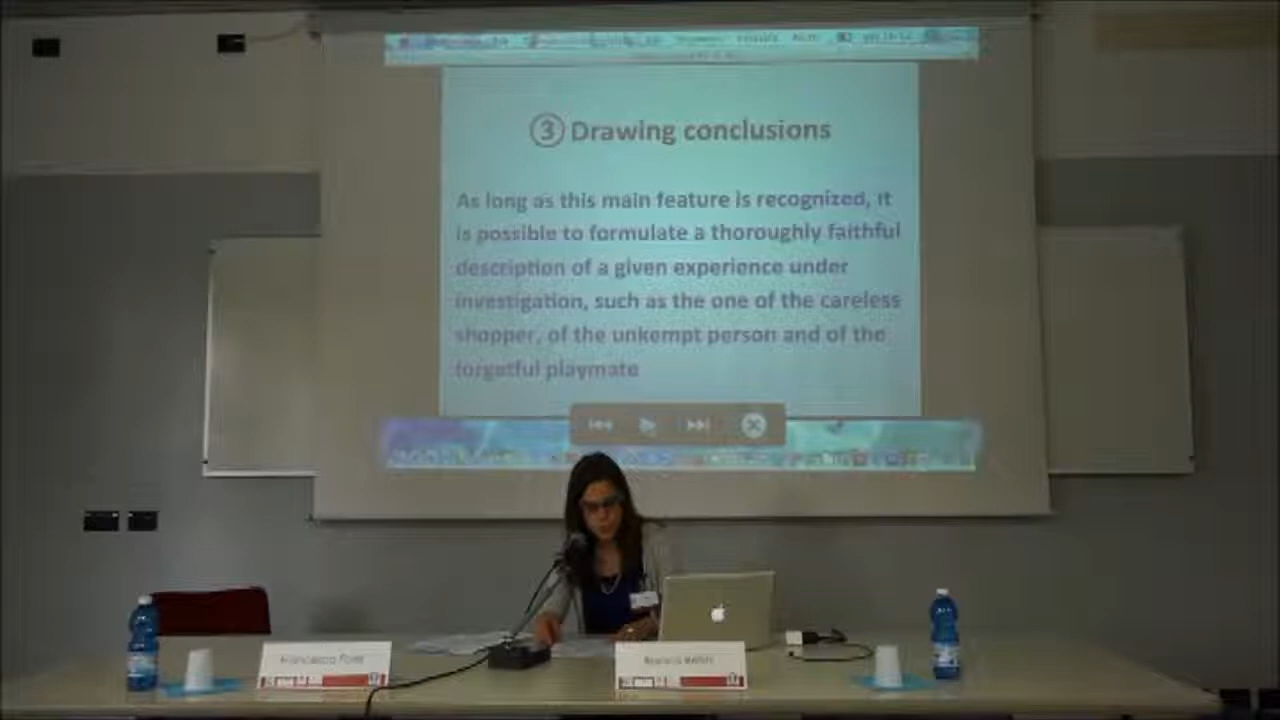 ③ Drawing conclusions
As long as this main feature is recognized, it
is possible to formulate a thoroughly faithful
description of a given experience under
investigation, such as the one of the careless
shopper, of the unkempt person and of the
forgetful playmate